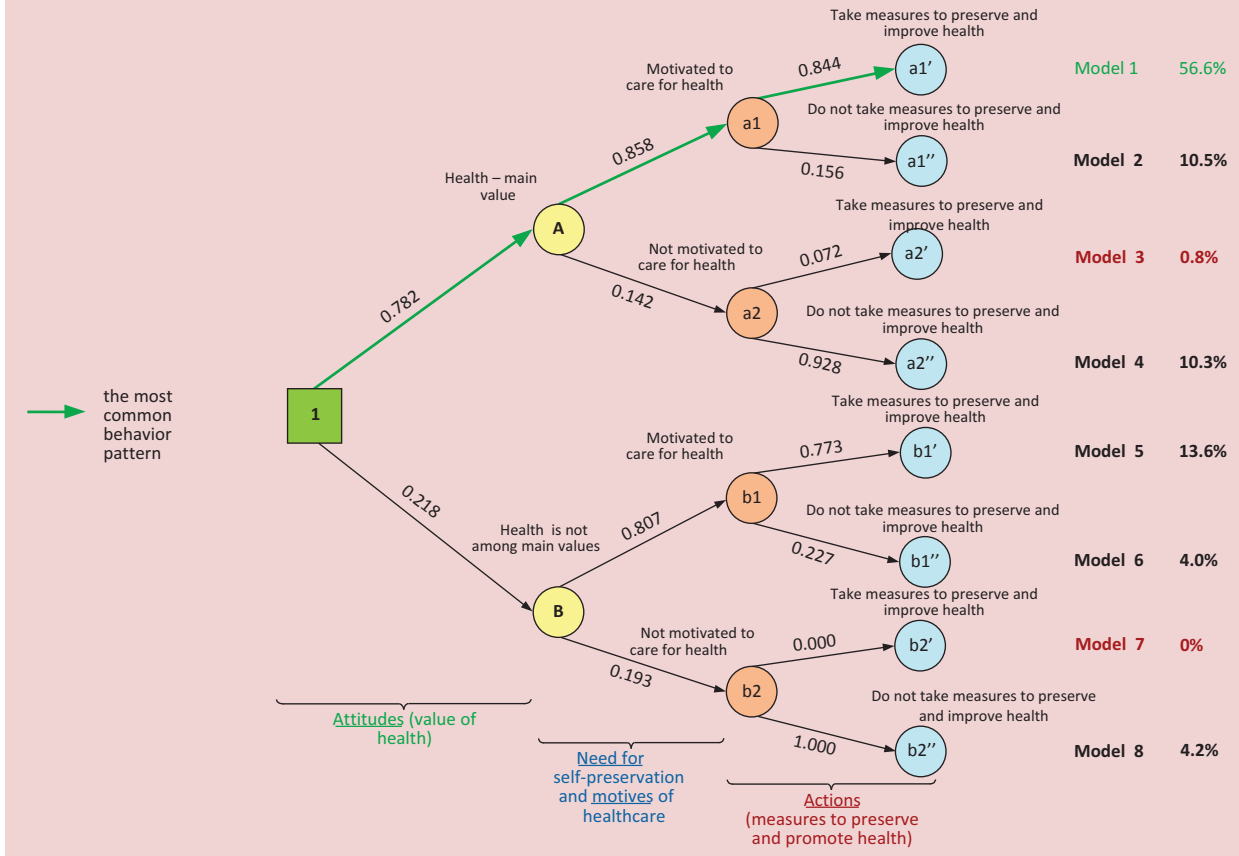 Take measures to preserve and
improve health
0.844
a1’
Model 1 56.6%
Motivated to
care for health
a1
Do not take measures to preserve and
improve health
0.156
a1’’
Model 2 10.5%
0.858
Health – main
value
A
Take measures to preserve and
improve health
0.072
a2’
Model 3 0.8%
Not motivated to
care for health
0.142
a2
Do not take measures to preserve and
improve health
0.928
a2’’
Model 4 10.3%
0.782
the most
common
behavior
pattern
1
Take measures to preserve and
improve health
0.773
b1’
Model 5 13.6%
Motivated to
care for health
b1
Do not take measures to preserve and
improve health
0.227
b1’’
Model 6 4.0%
0.218
0.807
Health is not
among main values
B
Take measures to preserve and
improve health
0.000
b2’
Model 7 0%
Not motivated to
care for health
0.193
b2
Do not take measures to preserve
and improve health
1.000
b2’’
Model 8 4.2%
Attitudes (value of
health)
Need for
self-preservation
and motives of
healthcare
Actions
(measures to preserve
and promote health)